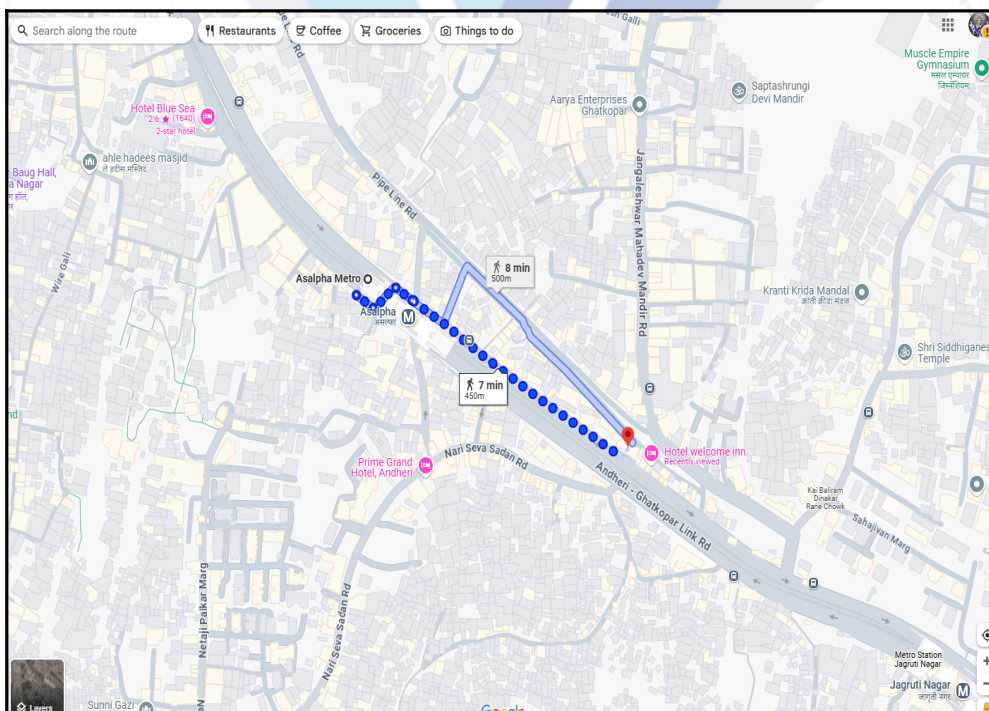 Search along the route
Restaurants
Coffee
Groceries
Things to do
Galli
Muscle Empire
Gymnasium
मसल एम्पायर
जिम्नॅशियम
Saptashrungi
Devi Mandir
Aarya Enterprises
Ghatkopar
Hotel Blue Sea
2.6 ★ (1640)
2-star hotel
ahle hadees masjid
ले हदीस मस्जिद
Baug Hall,
a Nagar
Pipe Line Rd
Jangaleshwar Mahadev Mandir Rd
Wire Gali
Asalpha Metro
8 min
500m
Kranti Krida Mandal
क्रांती क्रीडा मंडळ
Asalpha
असल्फा
M
Shri Siddhiganes
Temple
7 min
450m
Hotel welcome inn
Recently viewed
Prime Grand
Hotel, Andheri
Nari Seva Sadan Rd
Andheri - Ghatkopar Link Rd
Kai Baliram
Dinakar
Rane Chowk
Sahajivan Marg
Netaji Palkar Marg
Nari Seva Sadan Rd
Metro Station
Jagruti Nagar
Jagruti Nagar
जागृती नगर
M
Layers
Sunni Gazi
Google